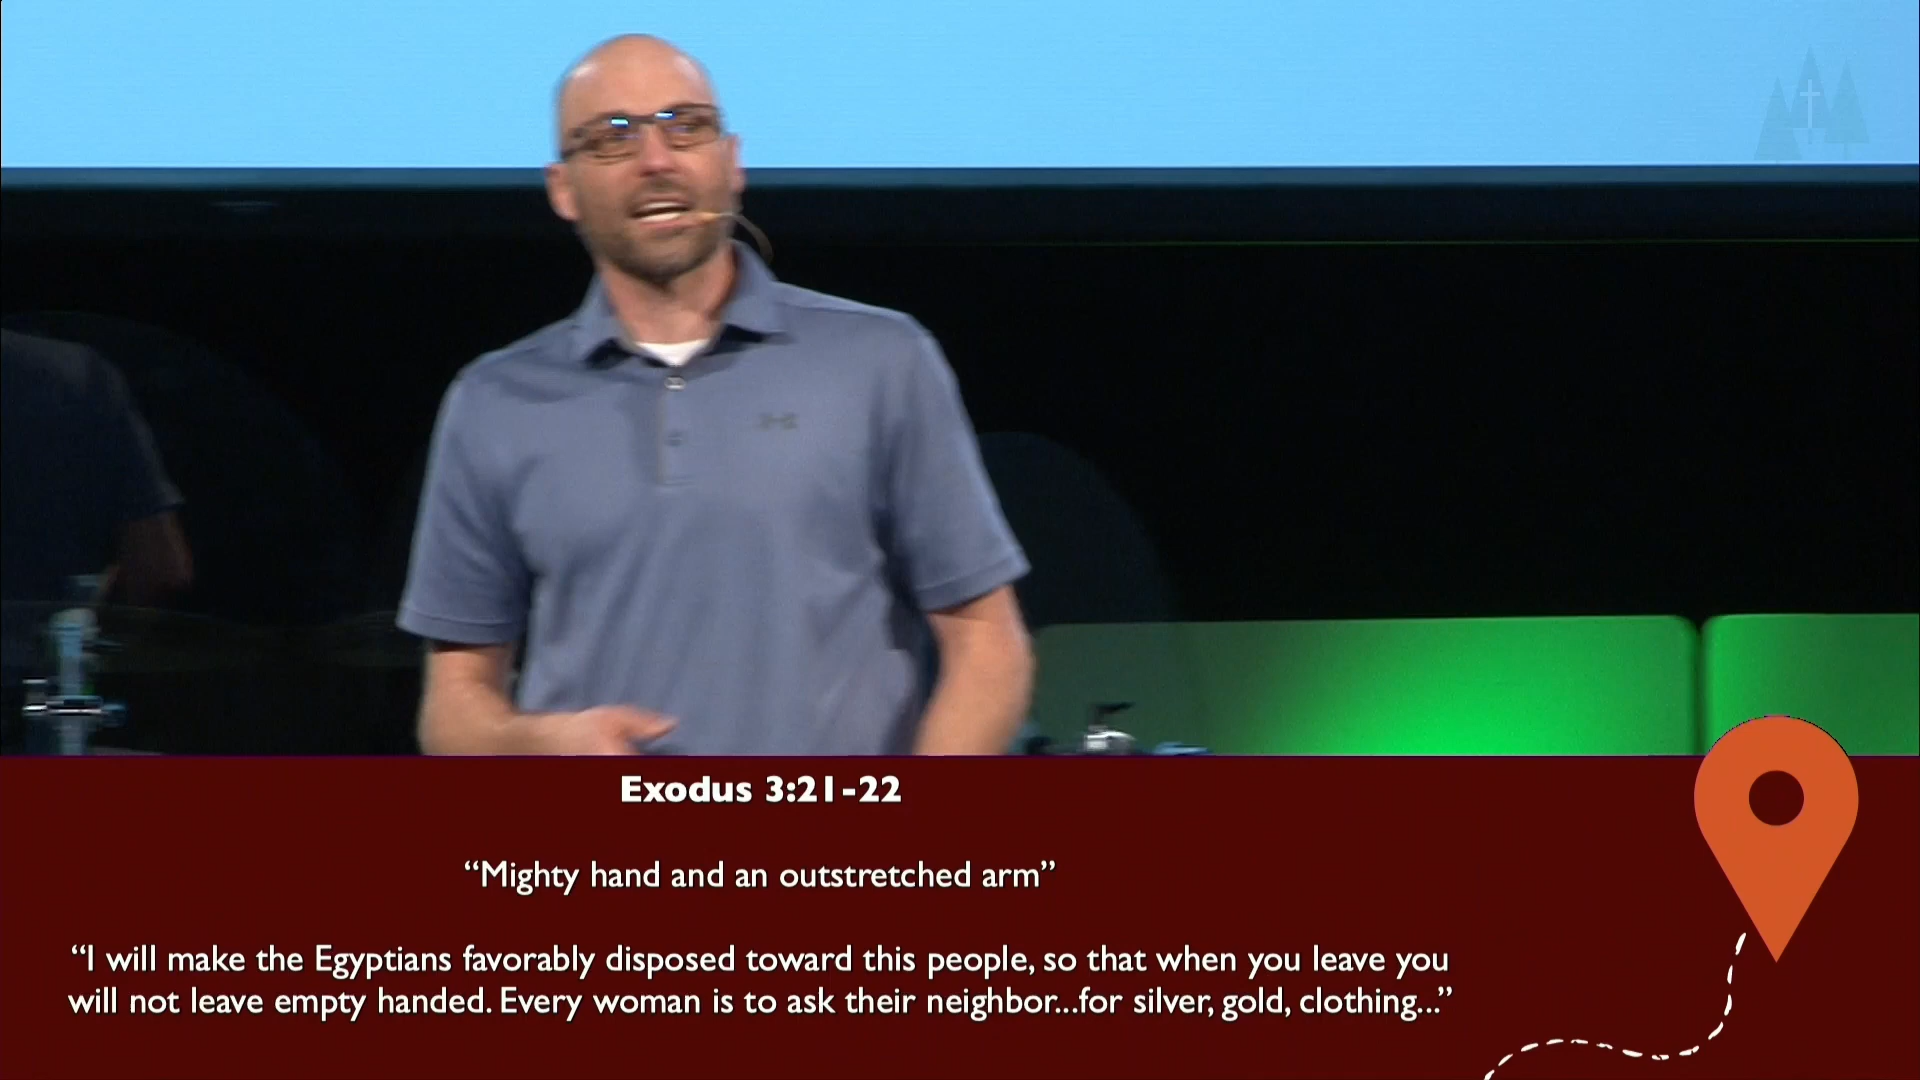 Exodus 3:21-22
“Mighty hand and an outstretched arm”
“I will make the Egyptians favorably disposed toward this people, so that when you leave you
will not leave empty handed. Every woman is to ask their neighbor...for silver, gold, clothing...”